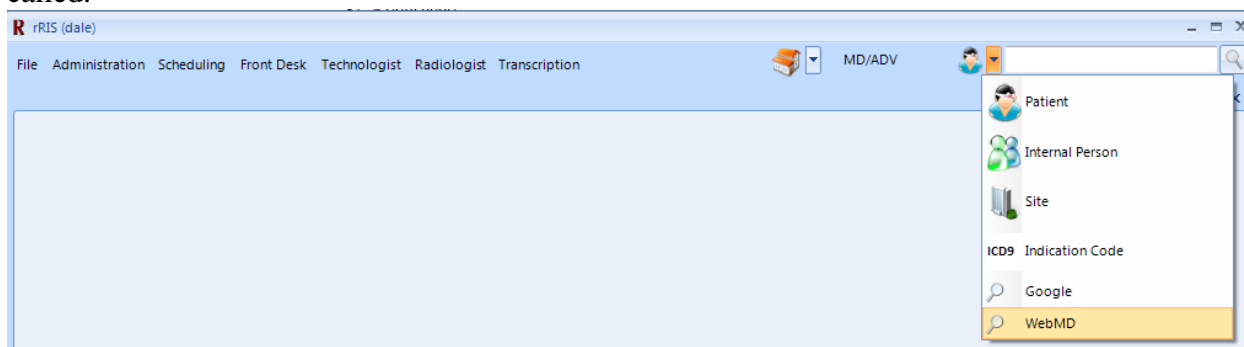 R rRIS (dale)
File Administration Scheduling Front Desk Technologist Radiologist Transcription MD/ADV
Patient
Internal Person
Site
ICD9 Indication Code
Google
WebMD